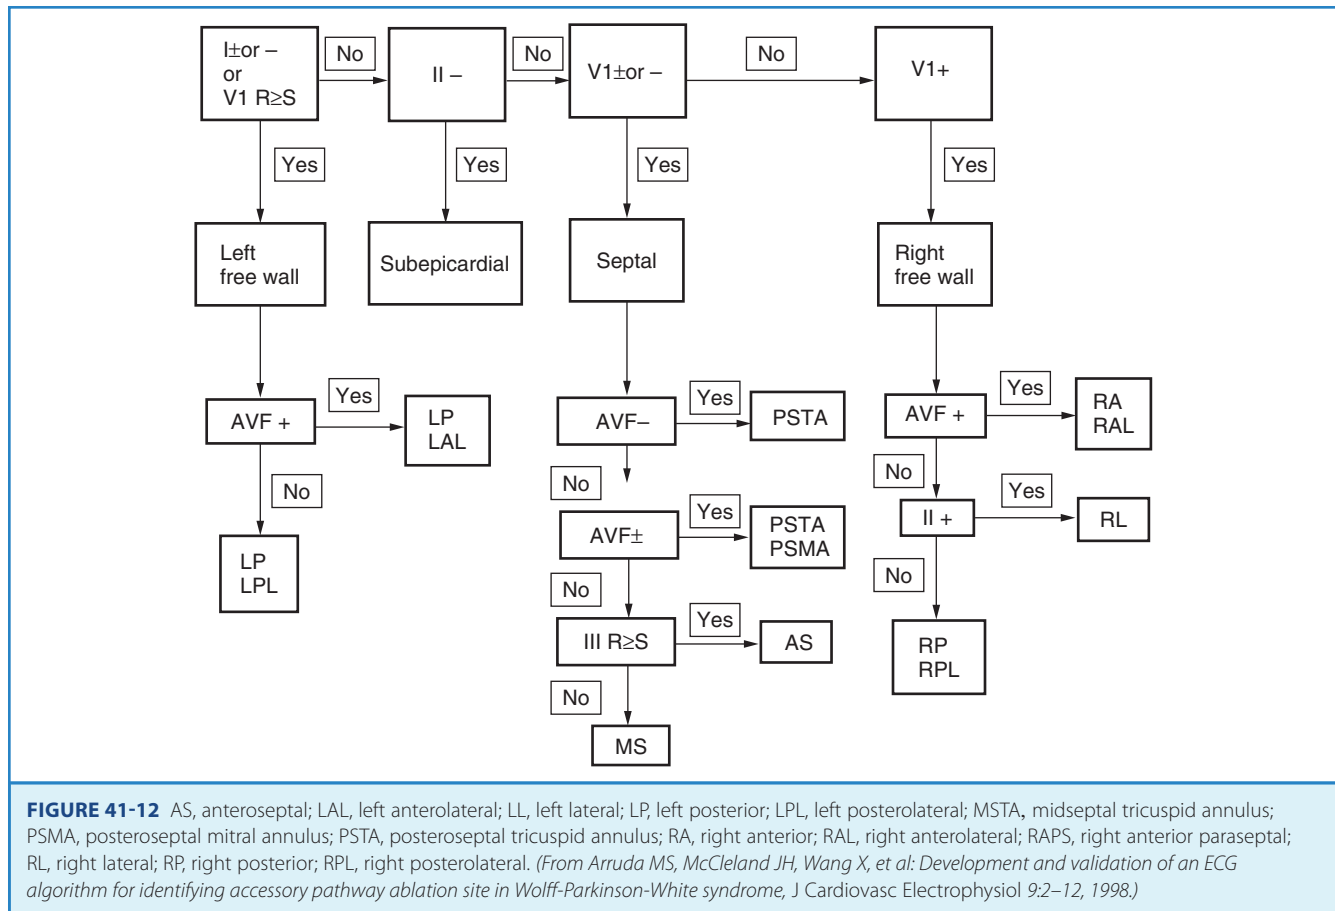 I±or –
or
V1 R≥S
No
II –
No
V1±or –
No
V1+
Yes
Yes
Yes
Yes
Left
free wall
Subepicardial
Septal
Right
free wall
AVF +
Yes
LP
LAL
No
LP
LPL
AVF–
Yes
PSTA
No
AVF±
Yes
PSTA
PSMA
No
III R≥S
Yes
AS
No
MS
AVF +
Yes
RA
RAL
No
II +
Yes
RL
No
RP
RPL
FIGURE 41-12 AS, anteroseptal; LAL, left anterolateral; LL, left lateral; LP, left posterior; LPL, left posterolateral; MSTA, midseptal tricuspid annulus;
PSMA, posteroseptal mitral annulus; PSTA, posteroseptal tricuspid annulus; RA, right anterior; RAL, right anterolateral; RAPS, right anterior paraseptal;
RL, right lateral; RP, right posterior; RPL, right posterolateral. (From Arruda MS, McCleland JH, Wang X, et al: Development and validation of an ECG
algorithm for identifying accessory pathway ablation site in Wolff-Parkinson-White syndrome, J Cardiovasc Electrophysiol 9:2–12, 1998.)